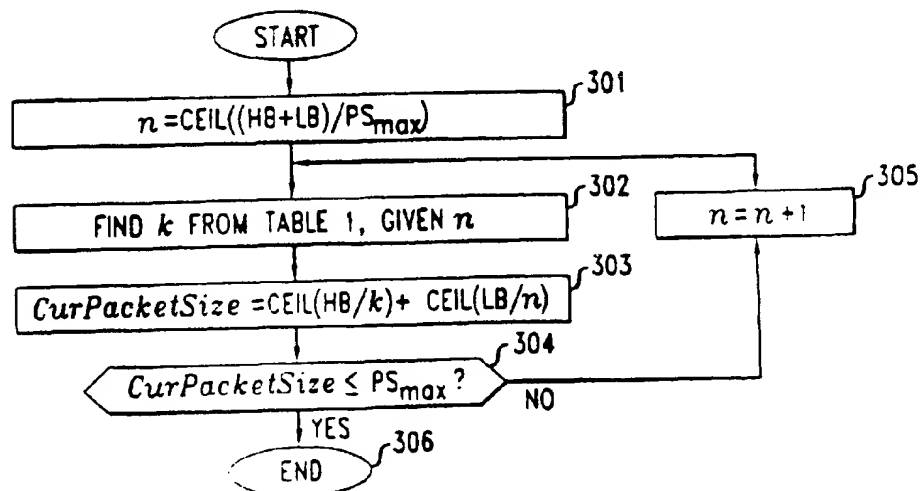 START
301
n=CEIL((HB+LB)/PSmax)
305
n=n+1
302
FIND k FROM TABLE 1, GIVEN n
303
CurPacketSize=CEIL(HB/k)+ CEIL(LB/n)
304
CurPacketSize ≤ PSmax?
NO
YES
306
END